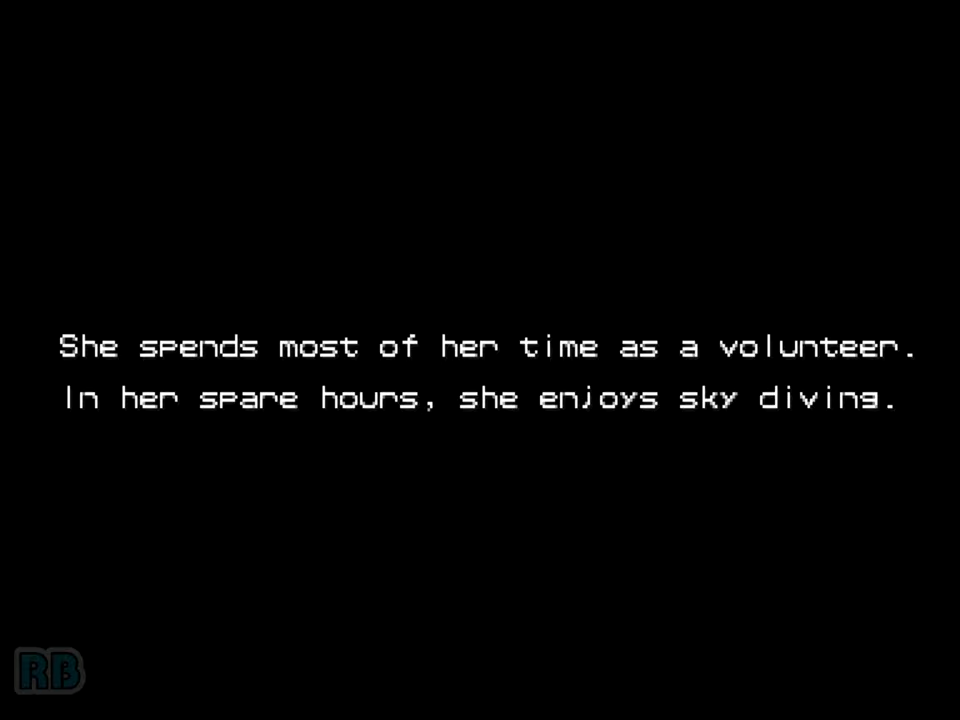 She spends most of her time as a volunteer.
In her spare hours, she enjoys sky diving.
RB